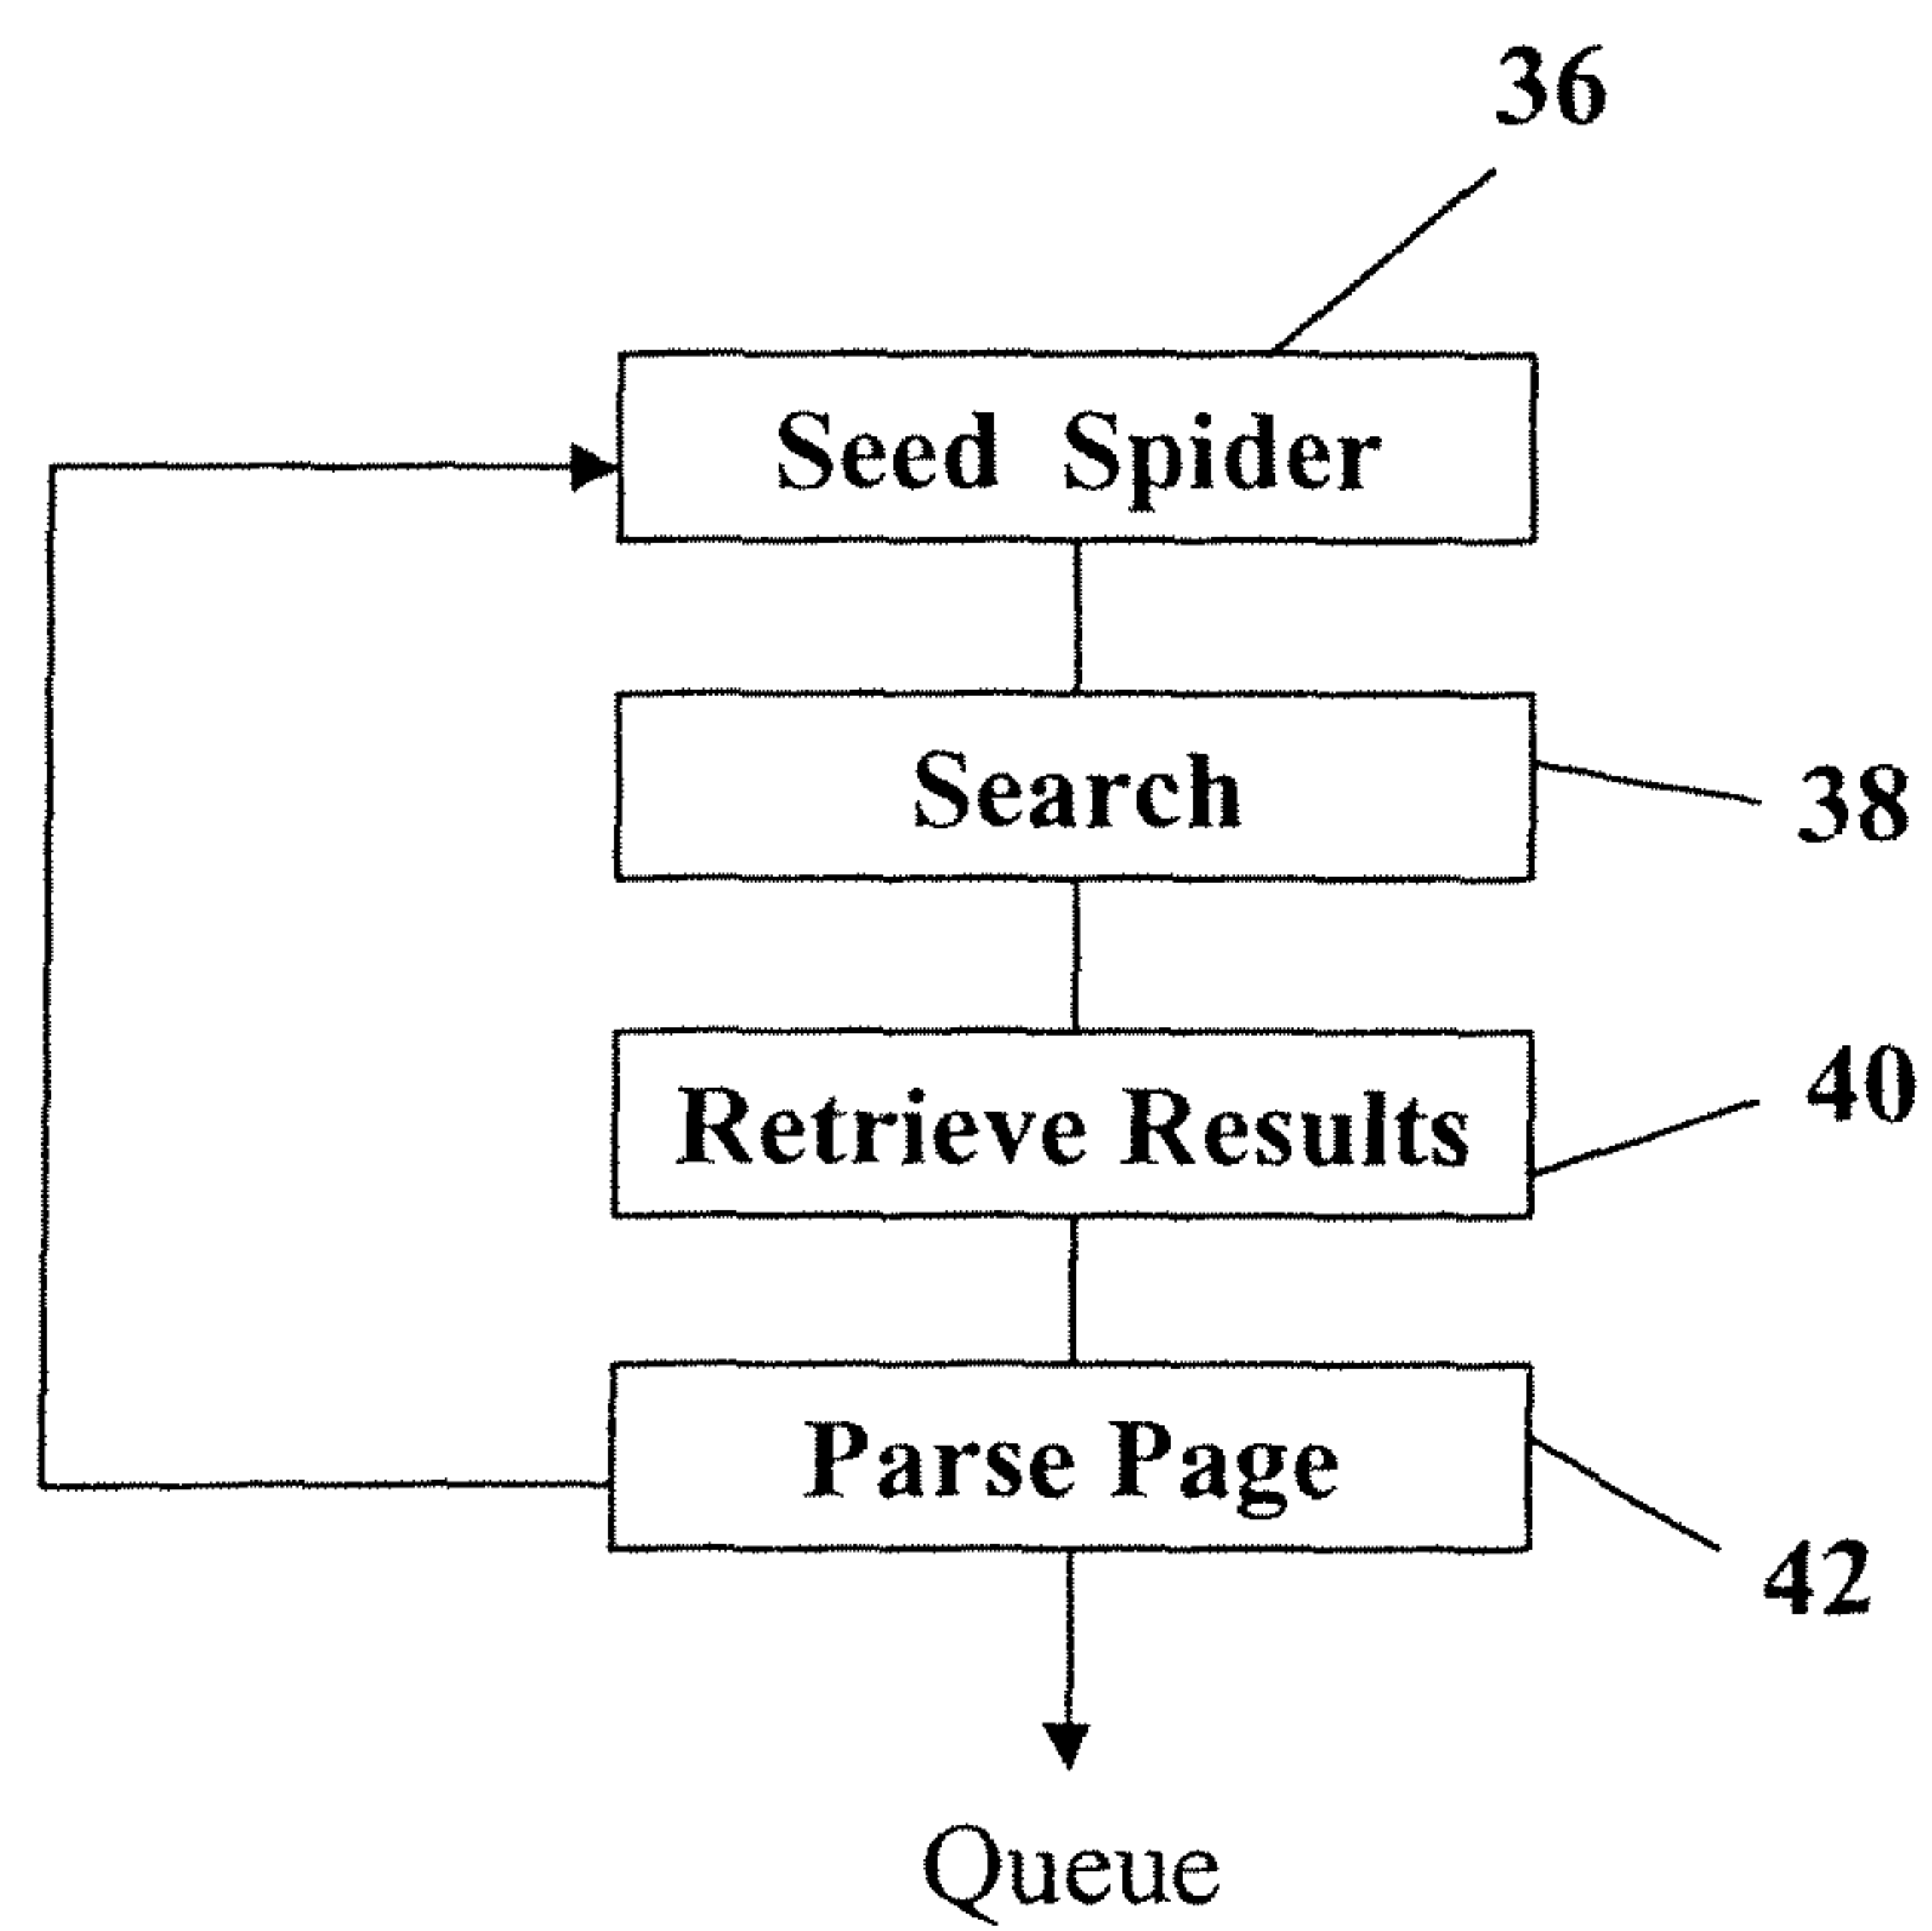 36
Seed Spider
Search
38
Retrieve Results
40
Parse Page
42
Queue